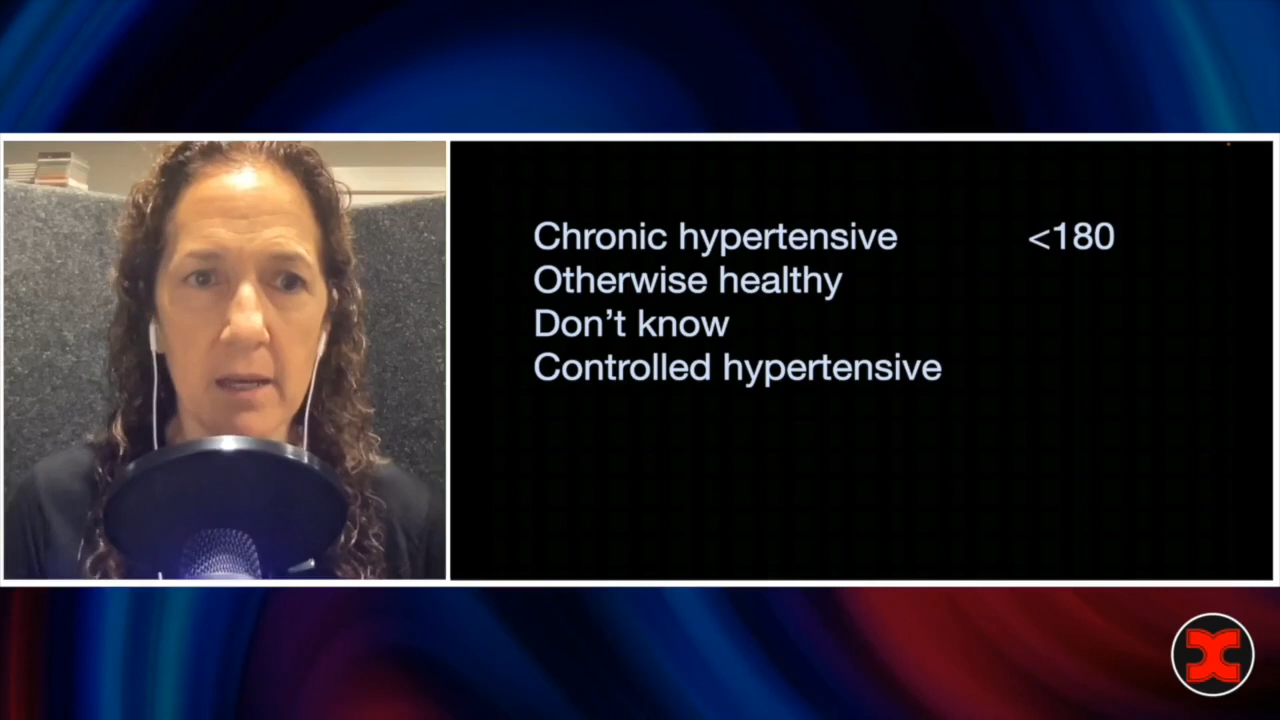 Chronic hypertensive <180
Otherwise healthy
Don't know
Controlled hypertensive